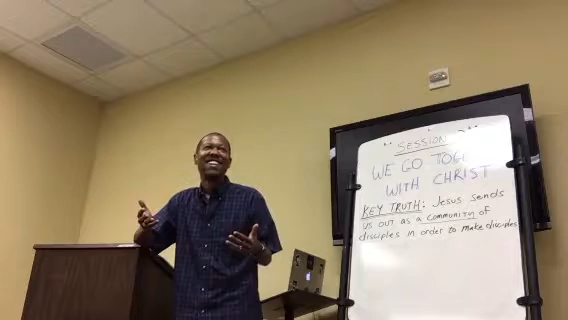 SESSION
WE GO
WITH CHRIST
KEY TRUTH: Jesus sends
us out as a community of
disciples in order to make disciples